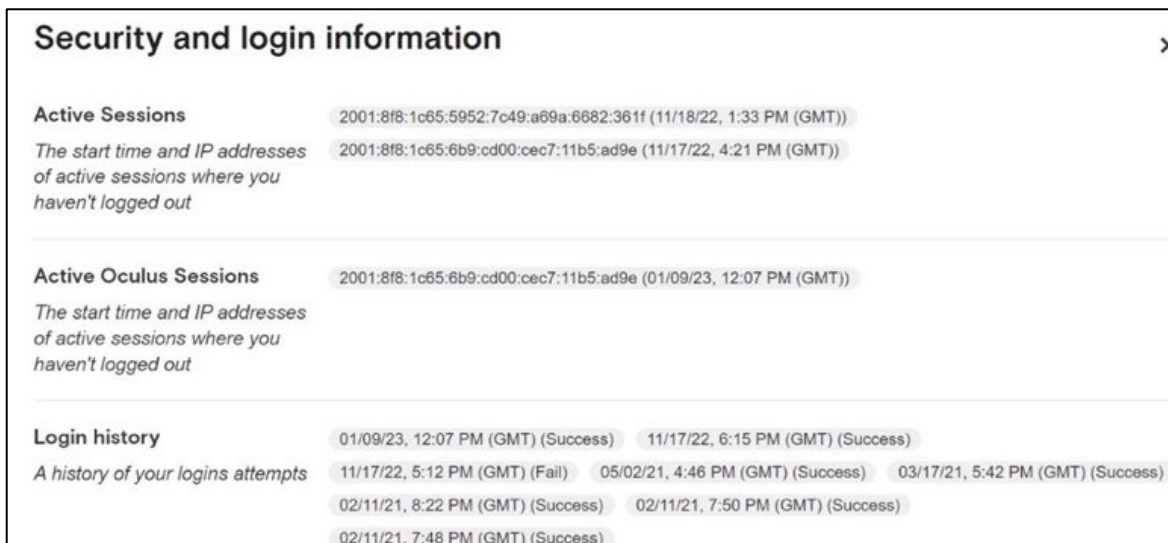 Security and login information
Active Sessions
The start time and IP addresses
of active sessions where you
haven't logged out
2001:8f8:1c65:5952:7c49:a69a:6682:361f (11/18/22, 1:33 PM (GMT))
2001:8f8:1c65:6b9:cd00:cec7:11b5:ad9e (11/17/22, 4:21 PM (GMT))
Active Oculus Sessions
The start time and IP addresses
of active sessions where you
haven't logged out
2001:8f8:1c65:6b9:cd00:cec7:11b5:ad9e (01/09/23, 12:07 PM (GMT))
Login history
A history of your logins attempts
01/09/23, 12:07 PM (GMT) (Success) 11/17/22, 6:15 PM (GMT) (Success)
11/17/22, 5:12 PM (GMT) (Fail) 05/02/21, 4:46 PM (GMT) (Success) 03/17/21, 5:42 PM (GMT) (Success)
02/11/21, 8:22 PM (GMT) (Success) 02/11/21, 7:50 PM (GMT) (Success)
02/11/21, 7:48 PM (GMT) (Success)